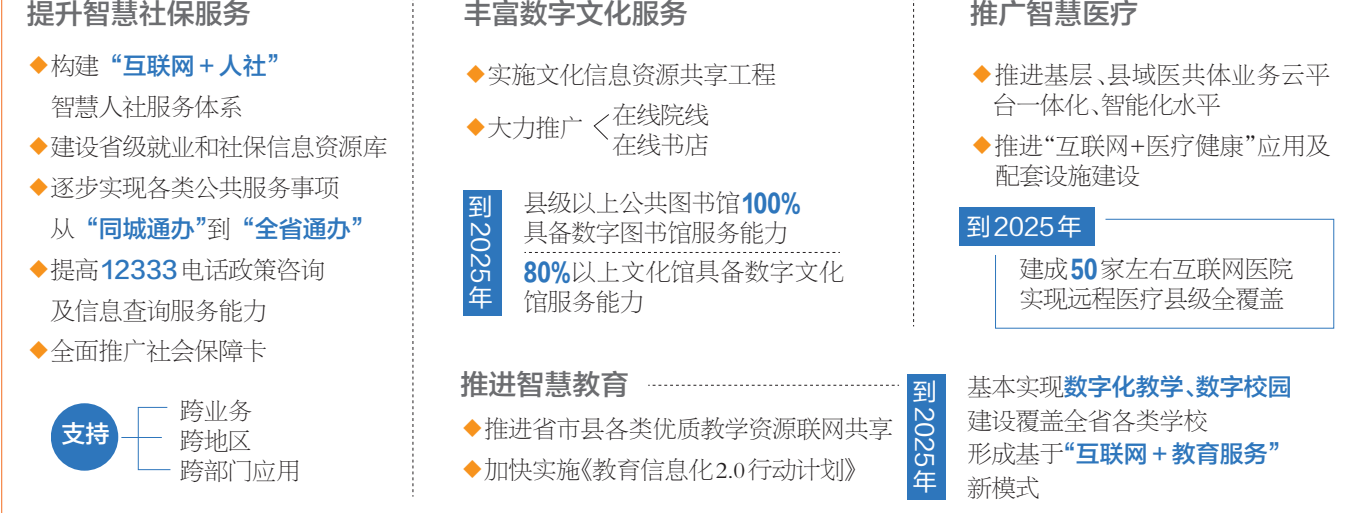 提升智慧社保服务
◆构建“互联网+人社”
智慧人社服务体系
◆建设省级就业和社保信息资源库
◆逐步实现各类公共服务事项
从“同城通办”到“全省通办”
◆提高12333电话政策咨询
及信息查询服务能力
◆全面推广社会保障卡
支持
跨业务
跨地区
跨部门应用
丰富数字文化服务
◆实施文化信息资源共享工程
◆大力推广
在线院线
在线书店
到2025年
县级以上公共图书馆100%
具备数字图书馆服务能力
80%以上文化馆具备数字文化
馆服务能力
推广智慧医疗
◆推进基层、县域医共体业务云平
台一体化、智能化水平
◆推进“互联网+医疗健康”应用及
配套设施建设
到2025年
建成50家左右互联网医院
实现远程医疗县级全覆盖
推进智慧教育
◆推进省市县各类优质教学资源联网共享
◆加快实施《教育信息化2.0行动计划》
到2025年
基本实现数字化教学、数字校园
建设覆盖全省各类学校
形成基于“互联网+教育服务”
新模式